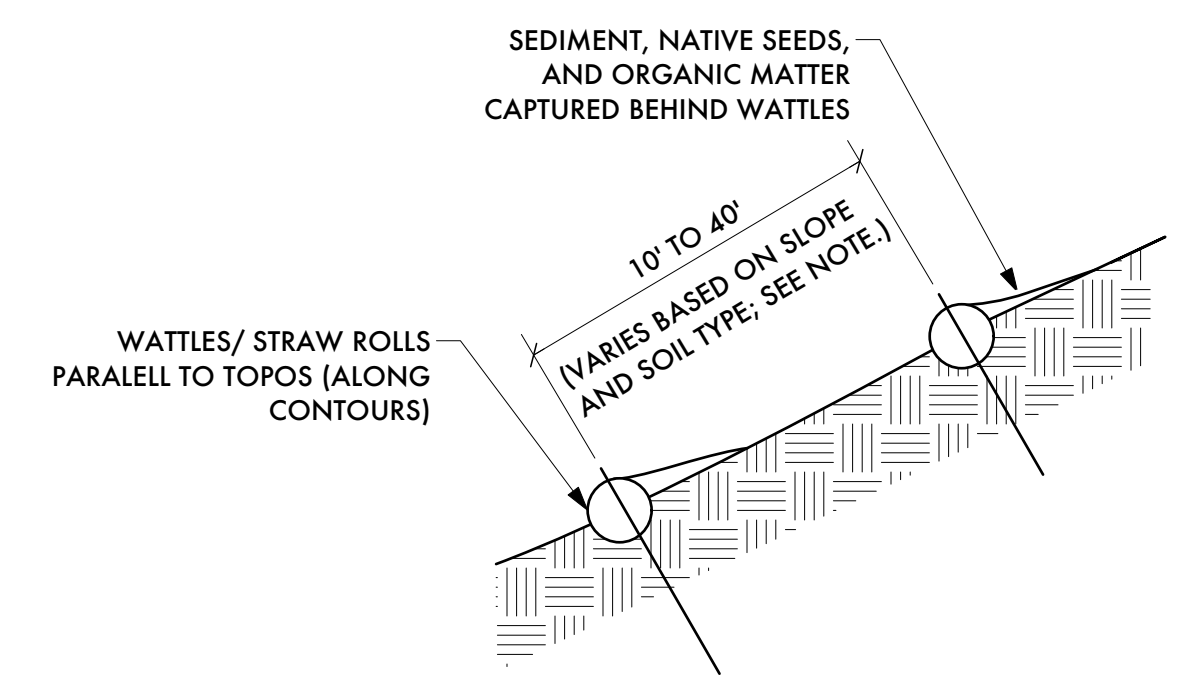 SEDIMENT, NATIVE SEEDS,
AND ORGANIC MATTER
CAPTURED BEHIND WATTLES
10' TO 40'
(VARIES BASED ON SLOPE
AND SOIL TYPE; SEE NOTE.)
WATTLES/ STRAW ROLLS
PARALELL TO TOPOS (ALONG
CONTOURS)